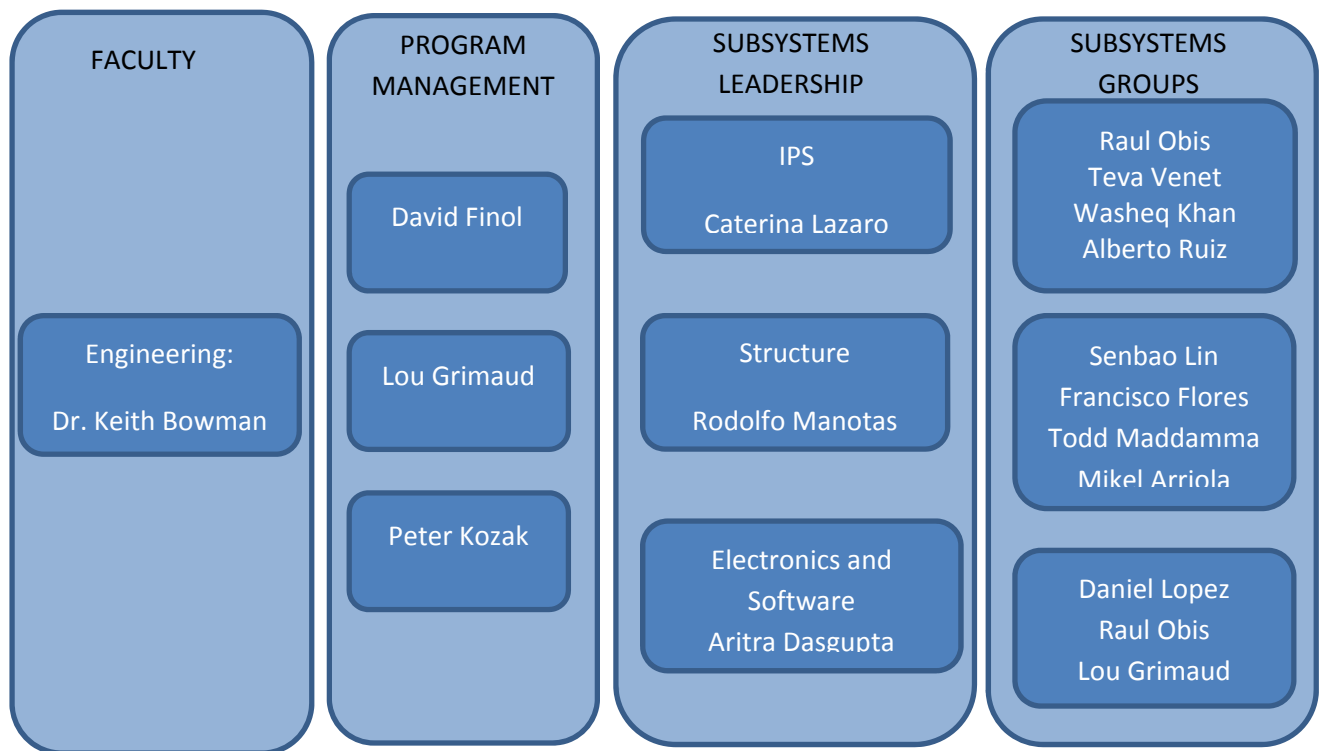 FACULTY
Engineering:
Dr. Keith Bowman
PROGRAM
MANAGEMENT
David Finol
Lou Grimaud
Peter Kozak
SUBSYSTEMS
LEADERSHIP
IPS
Caterina Lazaro
Structure
Rodolfo Manotas
Electronics and
Software
Aritra Dasgupta
SUBSYSTEMS
GROUPS
Raul Obis
Teva Venet
Washeq Khan
Alberto Ruiz
Senbao Lin
Francisco Flores
Todd Maddamma
Mikel Arriola
Daniel Lopez
Raul Obis
Lou Grimaud